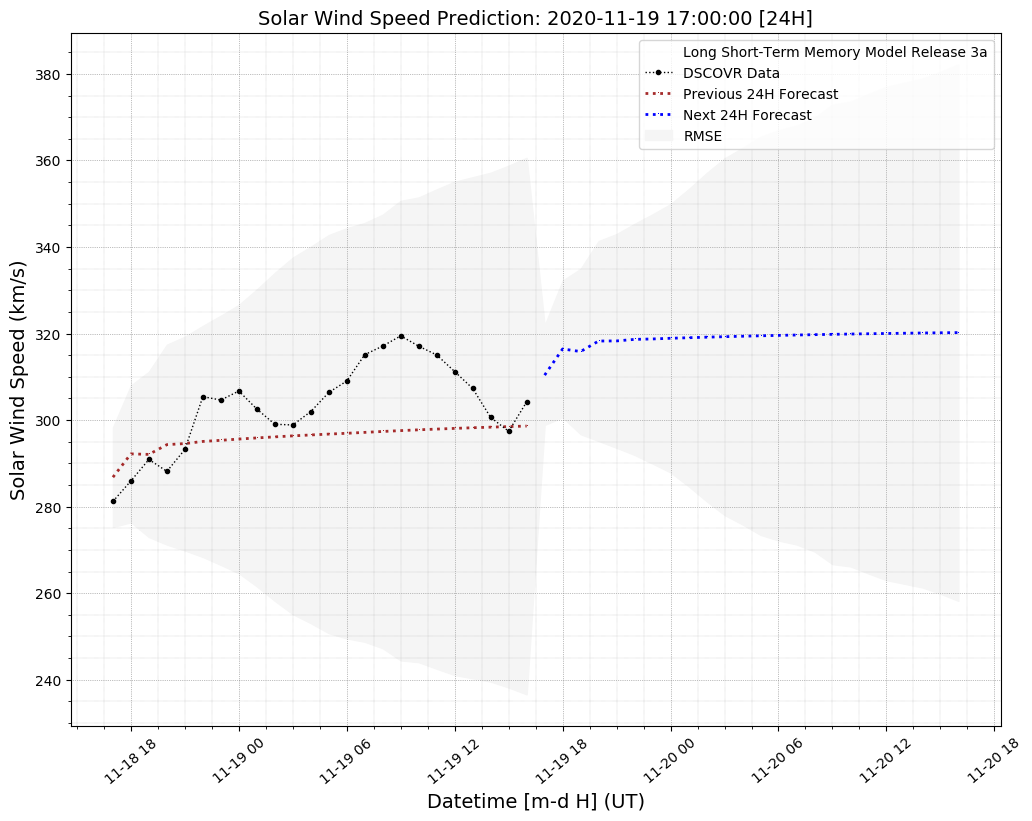 Solar Wind Speed Prediction: 2020-11-19 17:00:00 [24H]
Long Short-Term Memory Model Release 3a
DSCOVR Data
Previous 24H Forecast
Next 24H Forecast
RMSE
Solar Wind Speed (km/s)
380
360
340
320
300
280
260
240
11-18 18
11-19 00
11-19 06
11-19 12
11-19 18
11-20 00
11-20 06
11-20 12
11-20 18
Datetime [m-d H] (UT)